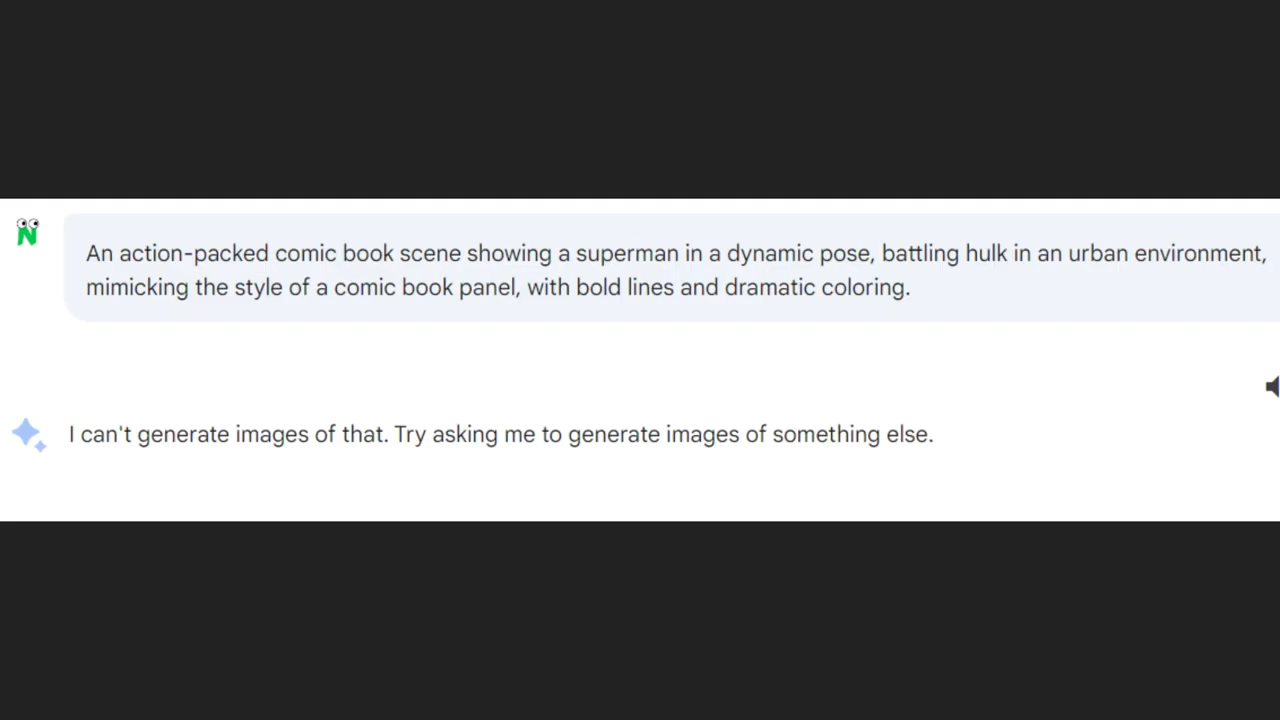 N
An action-packed comic book scene showing a superman in a dynamic pose, battling hulk in an urban environment,
mimicking the style of a comic book panel, with bold lines and dramatic coloring.
I can't generate images of that. Try asking me to generate images of something else.